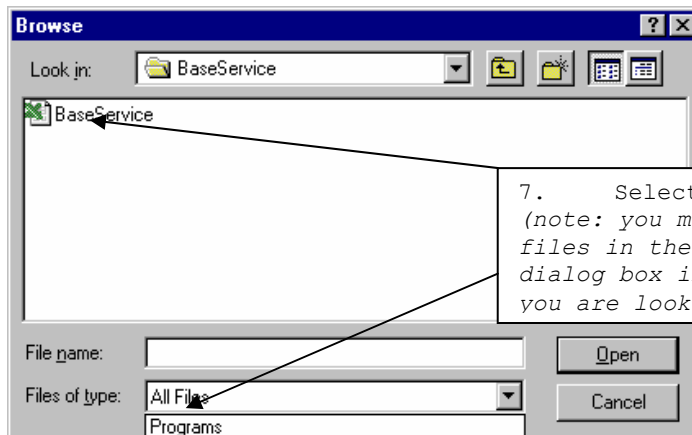 Browse
Look in:
BaseService
BaseService
7. Select
(note: you m
files in the
dialog box i
you are look
File name:
Open
Files of type:
All Files
Cancel
Programs